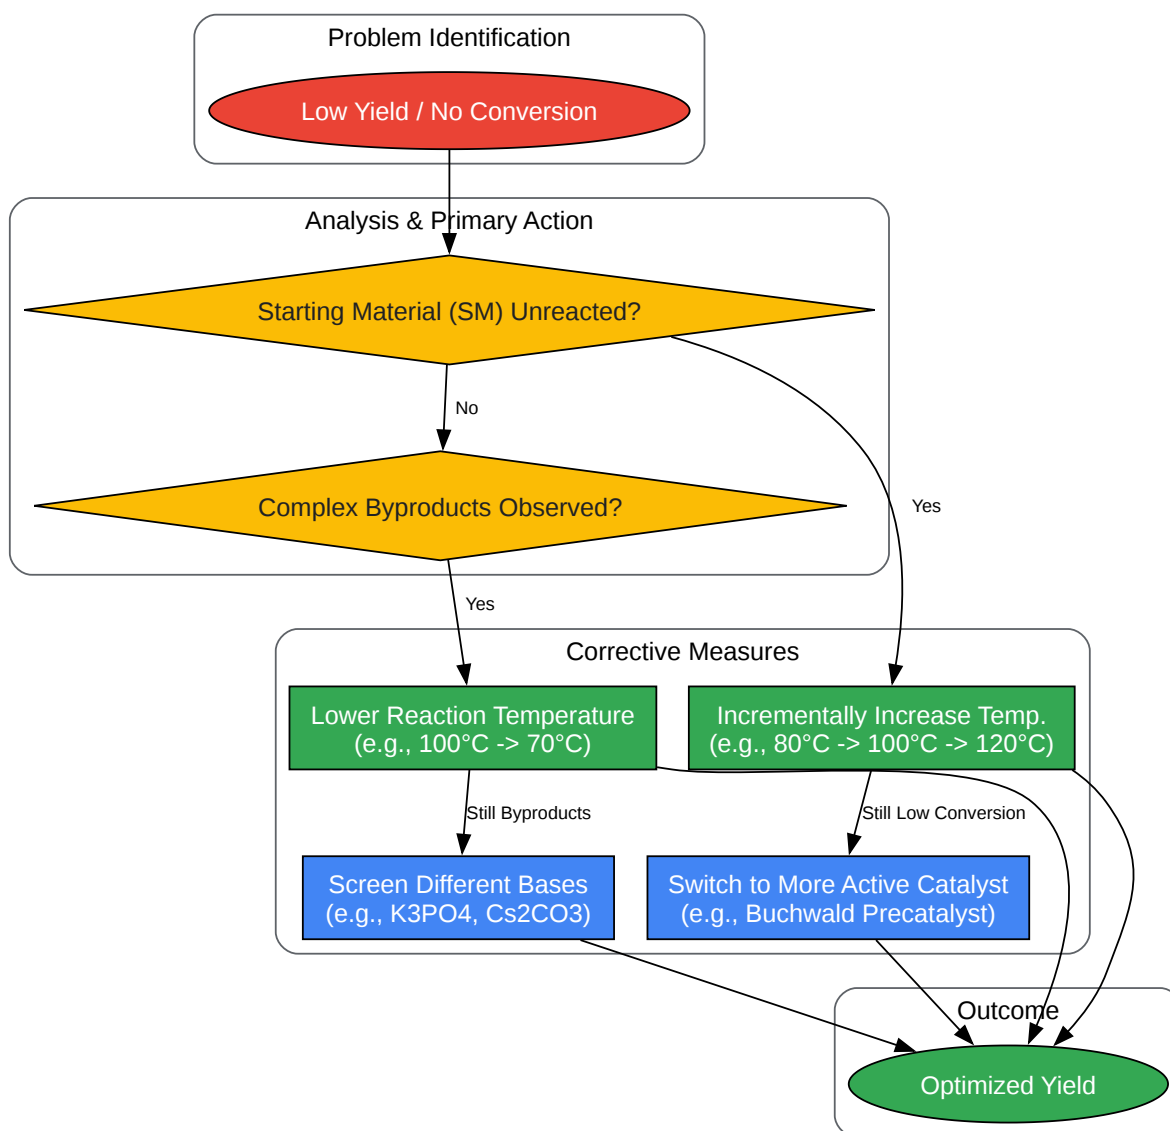 Problem Identification
Low Yield / No Conversion
Analysis & Primary Action
Starting Material (SM) Unreacted?
No
Complex Byproducts Observed?
Yes
Yes
Corrective Measures
Lower Reaction Temperature
(e.g., 100°C -> 70°C)
Incrementally Increase Temp.
(e.g., 80°C -> 100°C -> 120°C)
Still Byproducts
Still Low Conversion
Screen Different Bases
(e.g., K3PO4, Cs2CO3)
Switch to More Active Catalyst
(e.g., Buchwald Precatalyst)
Outcome
Optimized Yield